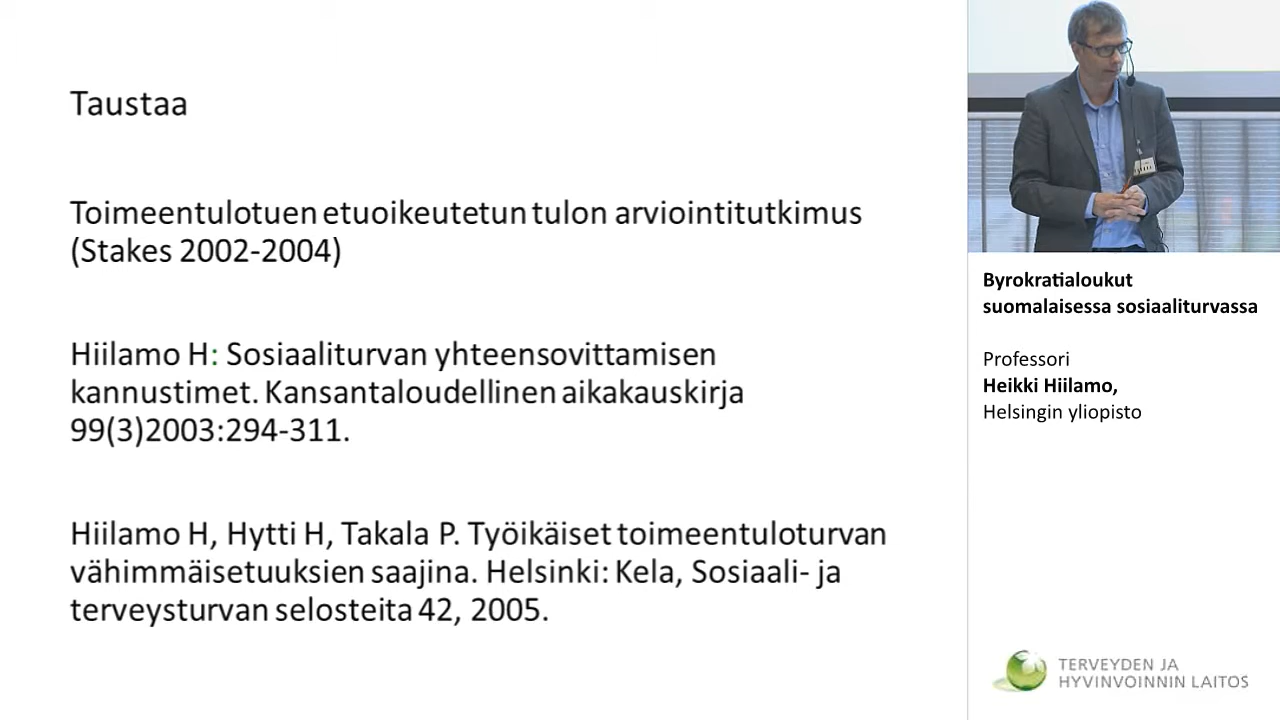 Taustaa
Toimeentulotuen etuoikeutetun tulon arviointitutkimus
(Stakes 2002-2004)
Hiilamo H: Sosiaaliturvan yhteensovittamisen
kannustimet. Kansantaloudellinen aikakauskirja
99(3)2003:294-311.
Hiilamo H, Hytti H, Takala P. Työikäiset toimeentuloturvan
vähimmäisetuuksien saajina. Helsinki: Kela, Sosiaali- ja
terveysturvan selosteita 42, 2005.
Byrokratialoukut
suomalaisessa sosiaaliturvassa
Professori
Heikki Hiilamo,
Helsingin yliopisto
TERVEYDEN JA
HYVINVOINNIN LAITOS